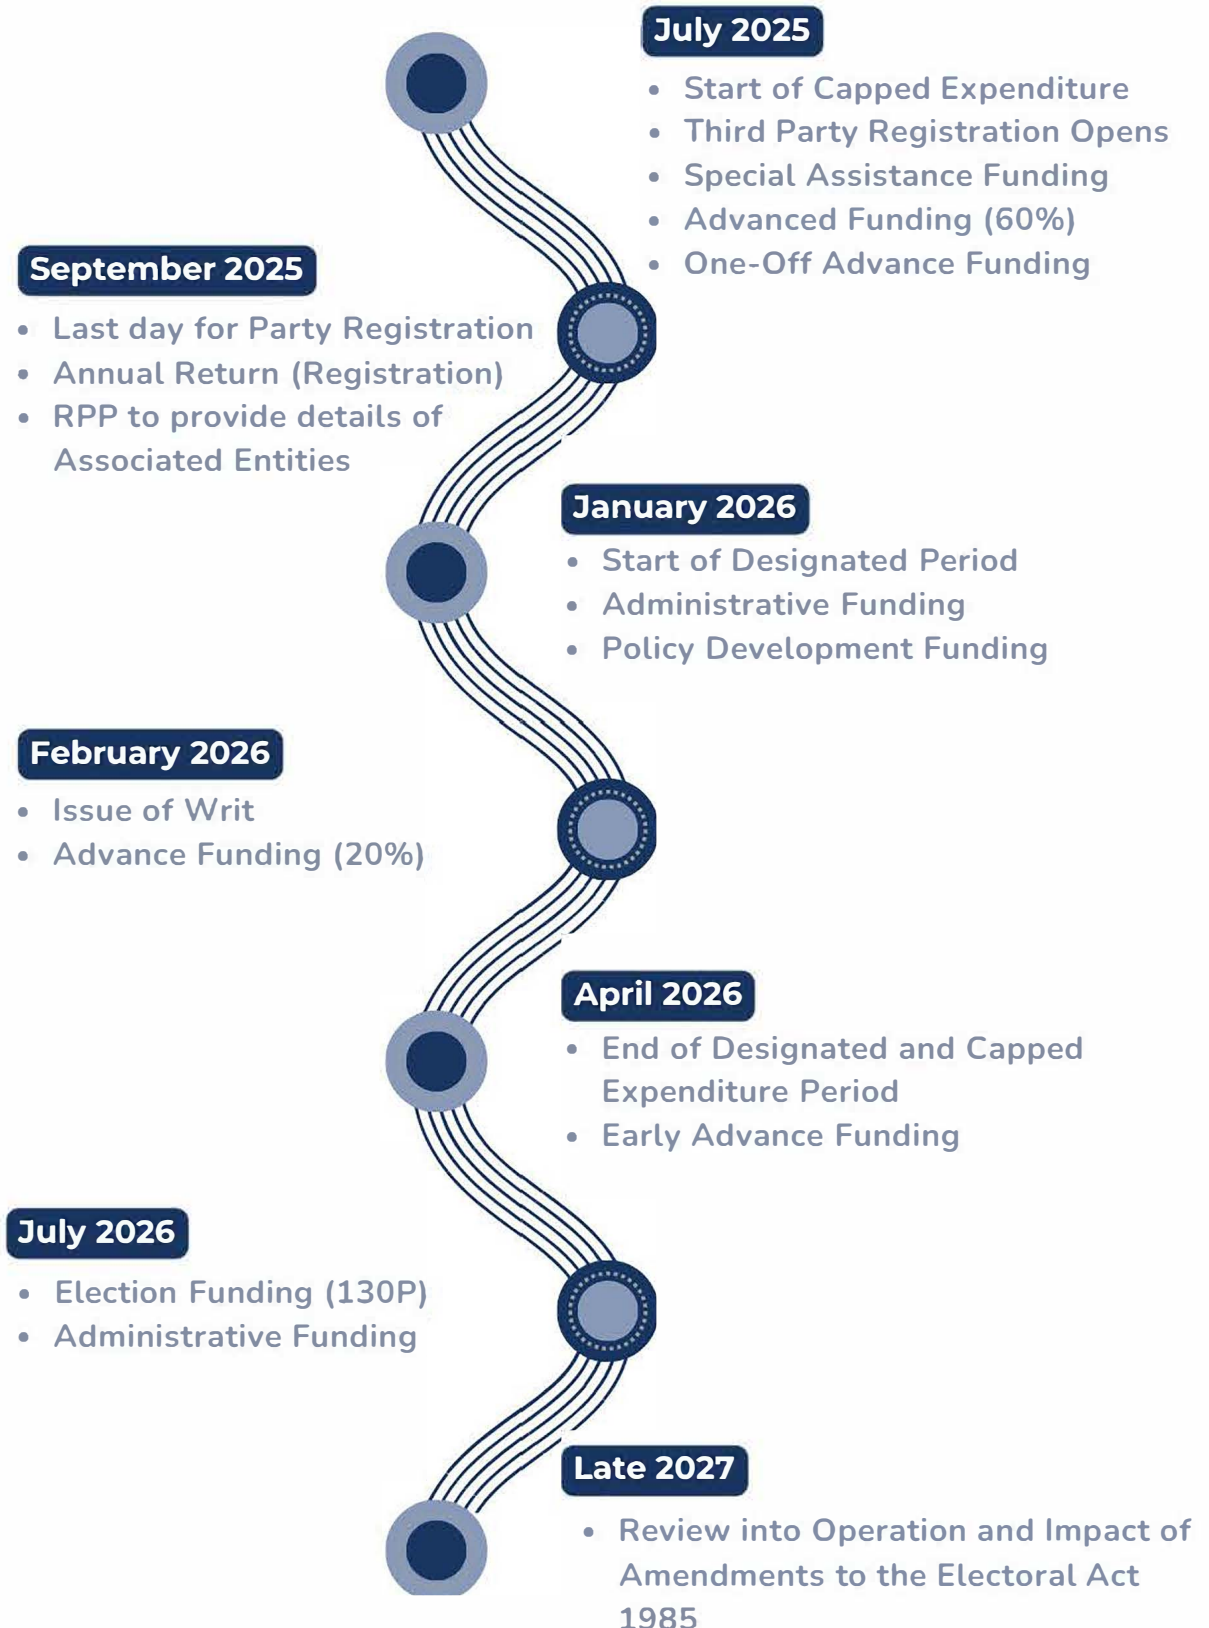 July 2025
• Start of Capped Expenditure
• Third Party Registration Opens
• Special Assistance Funding
• Advanced Funding (60%)
• One-Off Advance Funding
September 2025
• Last day for Party Registration
• Annual Return (Registration)
• RPP to provide details of
Associated Entities
January 2026
• Start of Designated Period
• Administrative Funding
• Policy Development Funding
February 2026
• Issue of Writ
• Advance Funding (20%)
April 2026
• End of Designated and Capped
Expenditure Period
• Early Advance Funding
July 2026
• Election Funding (130P)
• Administrative Funding
Late 2027
• Review into Operation and Impact of
Amendments to the Electoral Act
1985